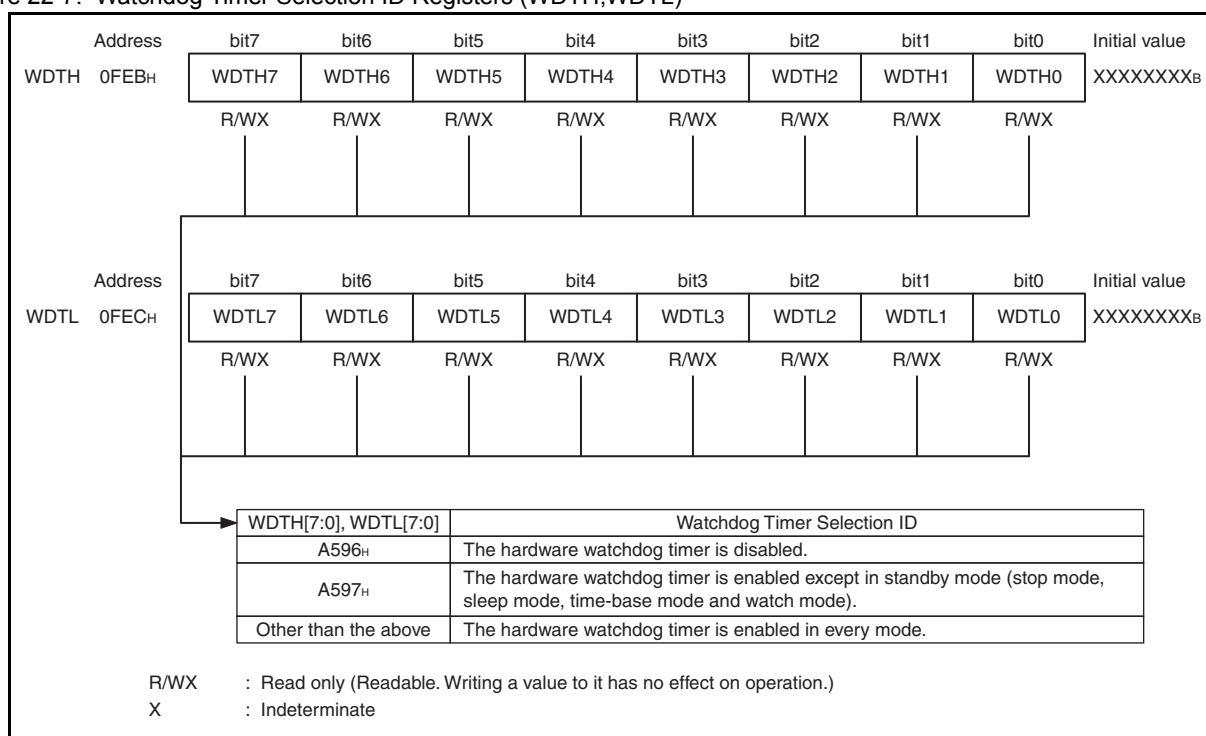 re 22-7. Watchdog Timer Selection ID Registers (WDTH,WDTL)
Address bit7 bit6 bit5 bit4 bit3 bit2 bit1 bit0 Initial value
WDTH 0FEBH WDTH7 WDTH6 WDTH5 WDTH4 WDTH3 WDTH2 WDTH1 WDTH0 XXXXXXXXB
R/WX R/WX R/WX R/WX R/WX R/WX R/WX R/WX
Address bit7 bit6 bit5 bit4 bit3 bit2 bit1 bit0 Initial value
WDTL 0FECH WDTL7 WDTL6 WDTL5 WDTL4 WDTL3 WDTL2 WDTL1 WDTL0 XXXXXXXXB
R/WX R/WX R/WX R/WX R/WX R/WX R/WX R/WX
WDTH[7:0], WDTL[7:0] Watchdog Timer Selection ID
A596H The hardware watchdog timer is disabled.
A597H The hardware watchdog timer is enabled except in standby mode (stop mode,
sleep mode, time-base mode and watch mode).
Other than the above The hardware watchdog timer is enabled in every mode.
R/WX : Read only (Readable. Writing a value to it has no effect on operation.)
X : Indeterminate